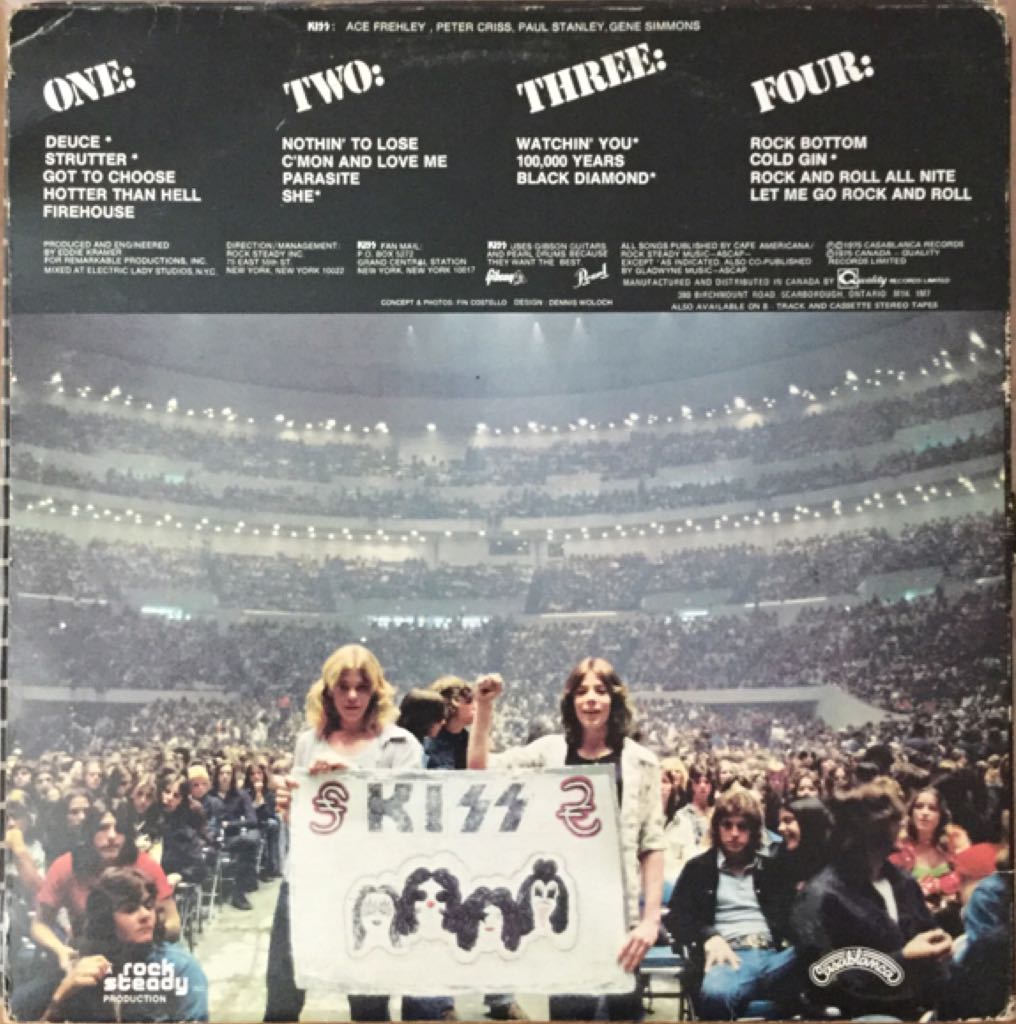 KISS: ACE FREHLEY, PETER CRISS, PAUL STANLEY, GENE SIMMONS
ONE:
DEUCE *
STRUTTER *
GOT TO CHOOSE
HOTTER THAN HELL
FIREHOUSE
TWO:
NOTHIN' TO LOSE
C'MON AND LOVE ME
PARASITE
SHE*
THREE:
WATCHIN' YOU*
100,000 YEARS
BLACK DIAMOND*
FOUR:
ROCK BOTTOM
COLD GIN *
ROCK AND ROLL ALL NITE
LET ME GO ROCK AND ROLL
PRODUCED AND ENGINEERED
BY EDDIE KRAMER
FOR REMARKABLE PRODUCTIONS, INC.
MIXED AT ELECTRIC LADY STUDIOS, N.Y.C.
DIRECTION/MANAGEMENT:
ROCK STEADY INC.
75 EAST 55th ST.
NEW YORK, NEW YORK 10022
KISS FAN MAIL:
P.O. BOX 5272
GRAND CENTRAL STATION
NEW YORK, NEW YORK 10017
KISS USES GIBSON GUITARS
AND PEARL DRUMS BECAUSE
THEY WANT THE BEST.
Gibson Pearl
ALL SONGS PUBLISHED BY CAFE AMERICANA/
ROCK STEADY MUSIC-ASCAP-
EXCEPT * AS INDICATED, ALSO CO-PUBLISHED
BY GLADWYNE MUSIC-ASCAP.
©Ⓟ1975 CASABLANCA RECORDS
Ⓟ1975 CANADA - QUALITY
RECORDS LIMITED
MANUFACTURED AND DISTRIBUTED IN CANADA BY Quality RECORDS LIMITED
380 BIRCHMOUNT ROAD SCARBOROUGH, ONTARIO M1K 1M7
CONCEPT & PHOTOS: FIN COSTELLO DESIGN: DENNIS WOLOCH
ALSO AVAILABLE ON 8 TRACK AND CASSETTE STEREO TAPES
KISS
A rock
steady
PRODUCTION
Casablanca